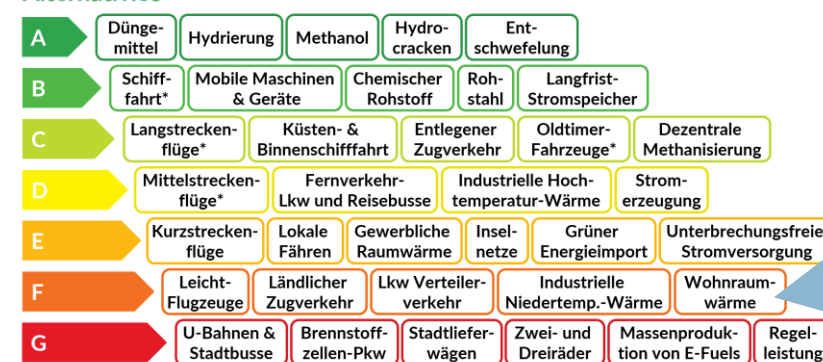 A
Dünge-
mittel
Hydrierung
Methanol
Hydro-
cracken
Ent-
schwefelung
B
Schiff-
fahrt*
Mobile Maschinen
& Geräte
Chemischer
Rohstoff
Roh-
stahl
Langfrist-
Stromspeicher
C
Langstrecken-
flüge*
Küsten- &
Binnenschifffahrt
Entlegener
Zugverkehr
Oldtimer-
Fahrzeuge*
Dezentrale
Methanisierung
D
Mittelstrecken-
flüge*
Fernverkehr-
Lkw und Reisebusse
Industrielle Hoch-
temperatur-Wärme
Strom-
erzeugung
E
Kurzstrecken-
flüge
Lokale
Fähren
Gewerbliche
Raumwärme
Insel-
netze
Grüner
Energieimport
Unterbrechungsfreie
Stromversorgung
F
Leicht-
Flugzeuge
Ländlicher
Zugverkehr
Lkw Verteiler-
verkehr
Industrielle
Niedertemp.-Wärme
Wohnraum-
wärme
G
U-Bahnen &
Stadtbusse
Brennstoff-
zellen-Pkw
Stadtliefer-
wägen
Zwei- und
Dreiräder
Massenproduk-
tion von E-Fuels
Regel-
leistung